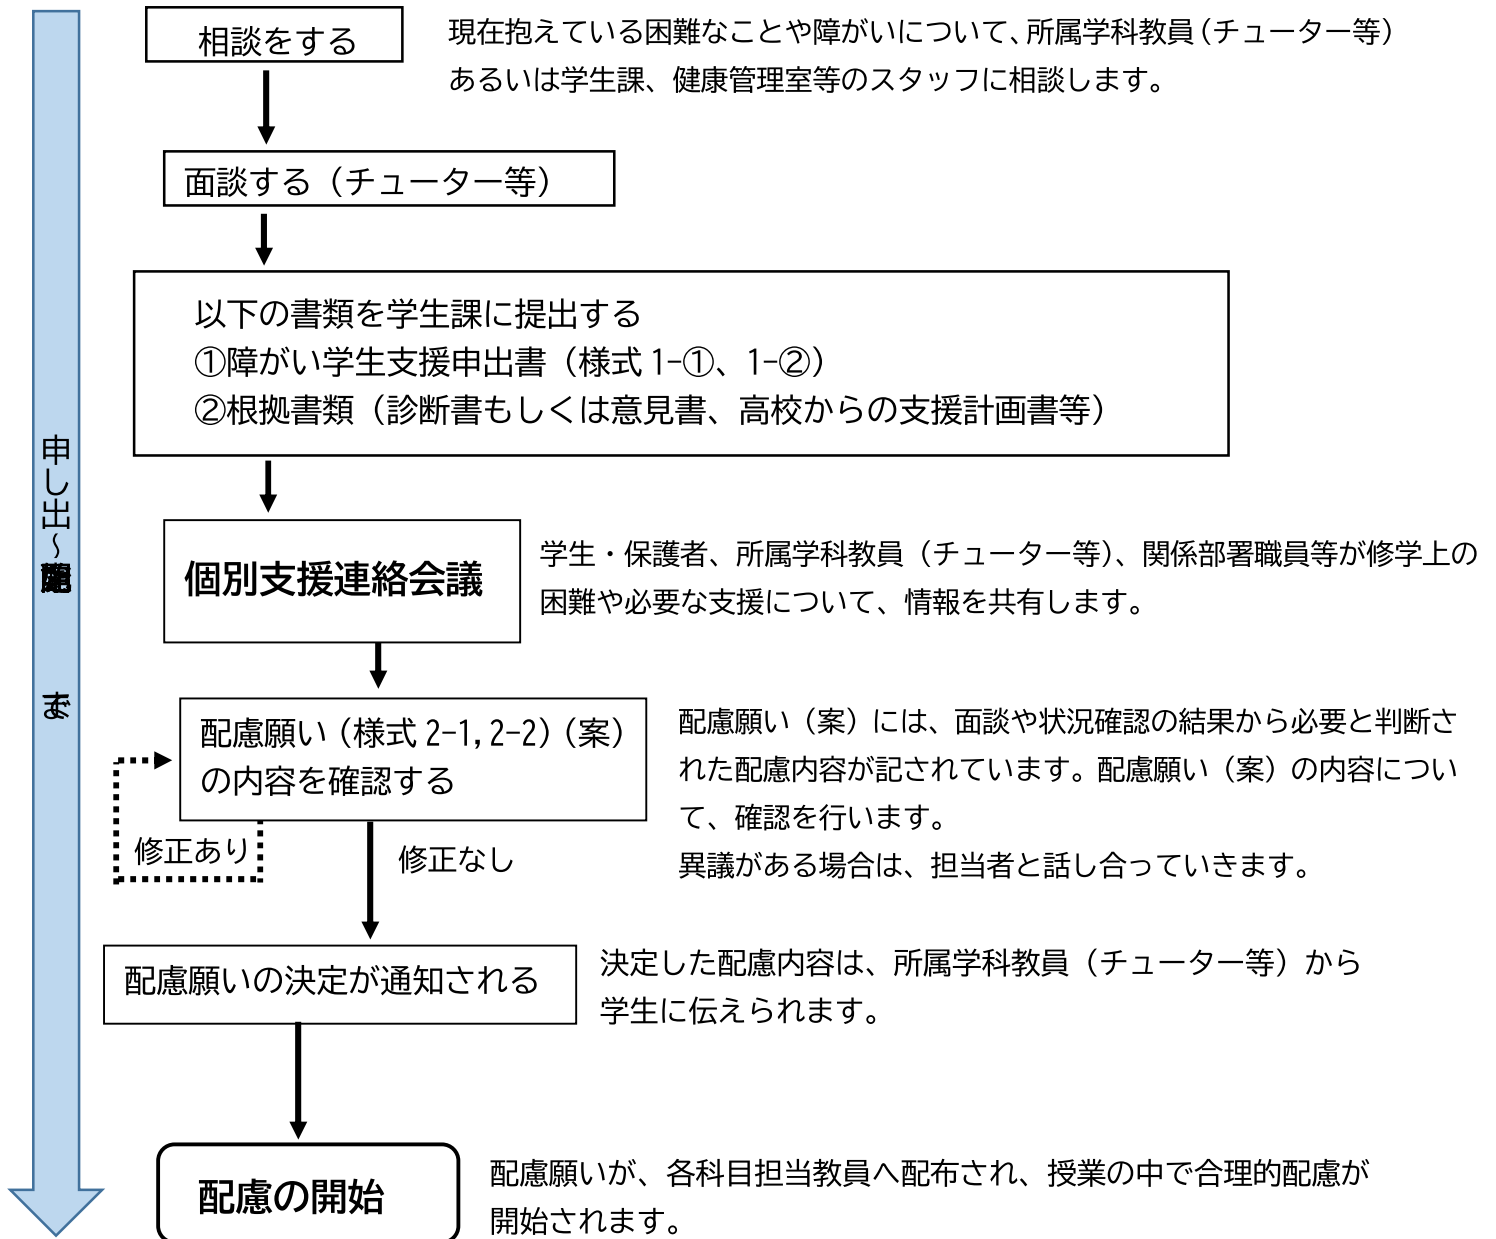 相談をする
現在抱えている困難なことや障がいについて、所属学科教員（チューター等）
あるいは学生課、健康管理室等のスタッフに相談します。
面談する（チューター等）
以下の書類を学生課に提出する
①障がい学生支援申出書（様式 1-①、1-②）
②根拠書類（診断書もしくは意見書、高校からの支援計画書等）
申し出～
まで
個別支援連絡会議
学生・保護者、所属学科教員（チューター等）、関係部署職員等が修学上の
困難や必要な支援について、情報を共有します。
配慮願い（様式 2-1, 2-2）（案）
の内容を確認する
配慮願い（案）には、面談や状況確認の結果から必要と判断さ
れた配慮内容が記されています。配慮願い（案）の内容につい
て、確認を行います。
異議がある場合は、担当者と話し合っていきます。
修正あり
修正なし
配慮願いの決定が通知される
決定した配慮内容は、所属学科教員（チューター等）から
学生に伝えられます。
配慮の開始
配慮願いが、各科目担当教員へ配布され、授業の中で合理的配慮が
開始されます。